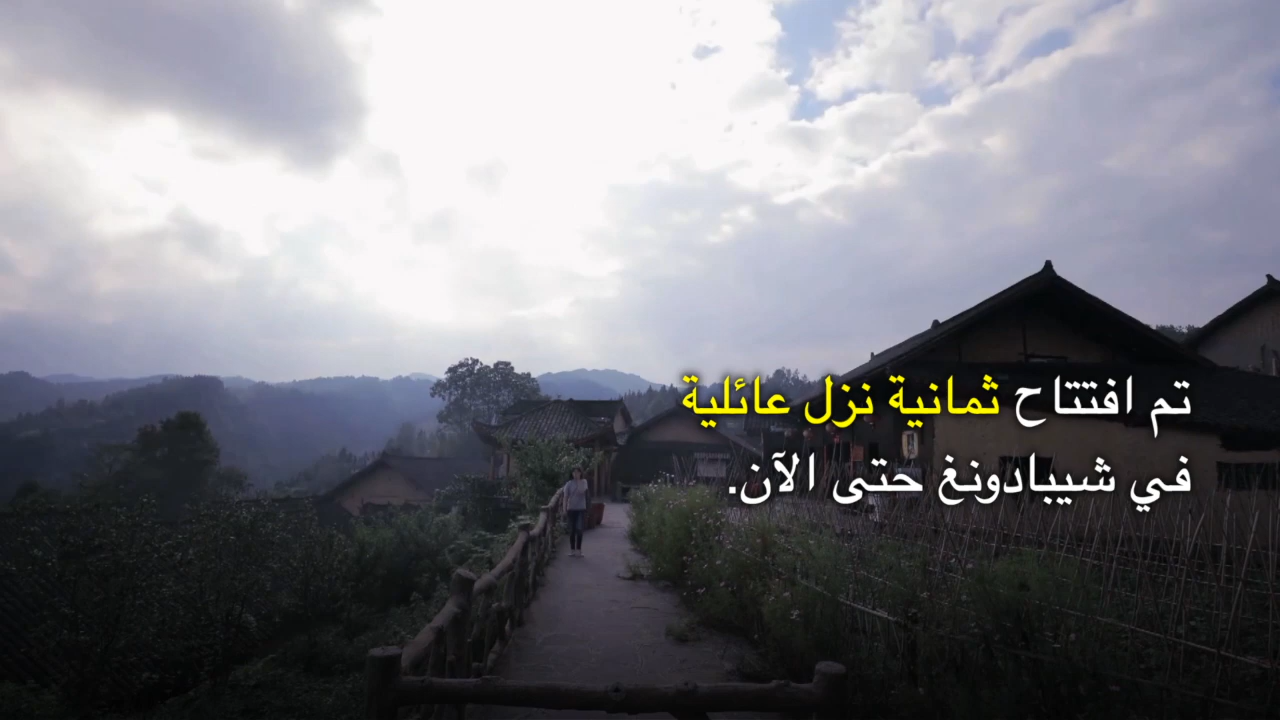 تم افتتاح ثمانية نزل عائلية
في شيبادونغ حتى الآن.